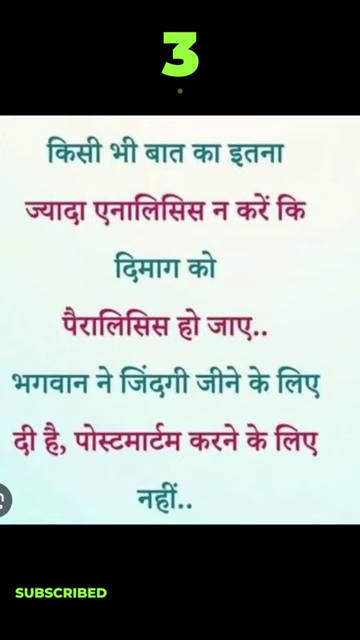 3
किसी भी बात का इतना
ज्यादा एनालिसिस न करें कि
दिमाग को
पैरालिसिस हो जाए..
भगवान ने जिंदगी जीने के लिए
दी है, पोस्टमार्टम करने के लिए
नहीं..
SUBSCRIBED